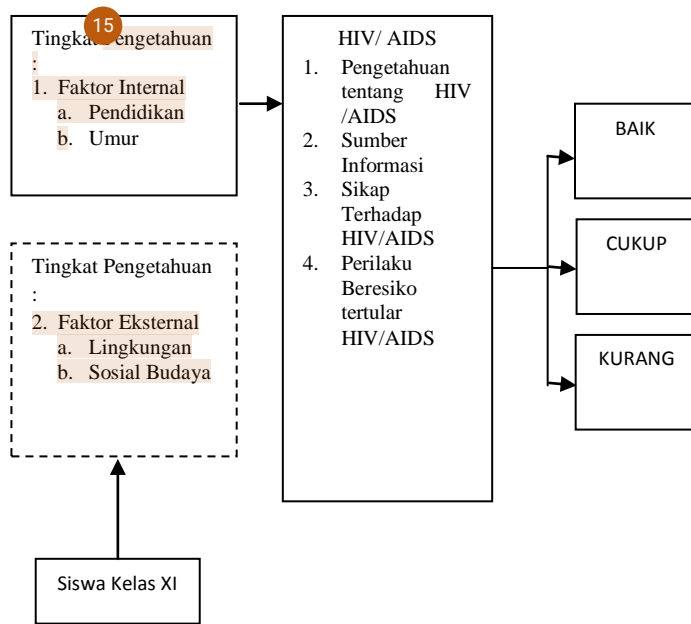 15
Tingkat Pengetahuan
:
1. Faktor Internal
a. Pendidikan
b. Umur
Tingkat Pengetahuan
:
2. Faktor Eksternal
a. Lingkungan
b. Sosial Budaya
Siswa Kelas XI
HIV/ AIDS
1. Pengetahuan
tentang HIV
/AIDS
2. Sumber
Informasi
3. Sikap
Terhadap
HIV/AIDS
4. Perilaku
Beresiko
tertular
HIV/AIDS
BAIK
CUKUP
KURANG